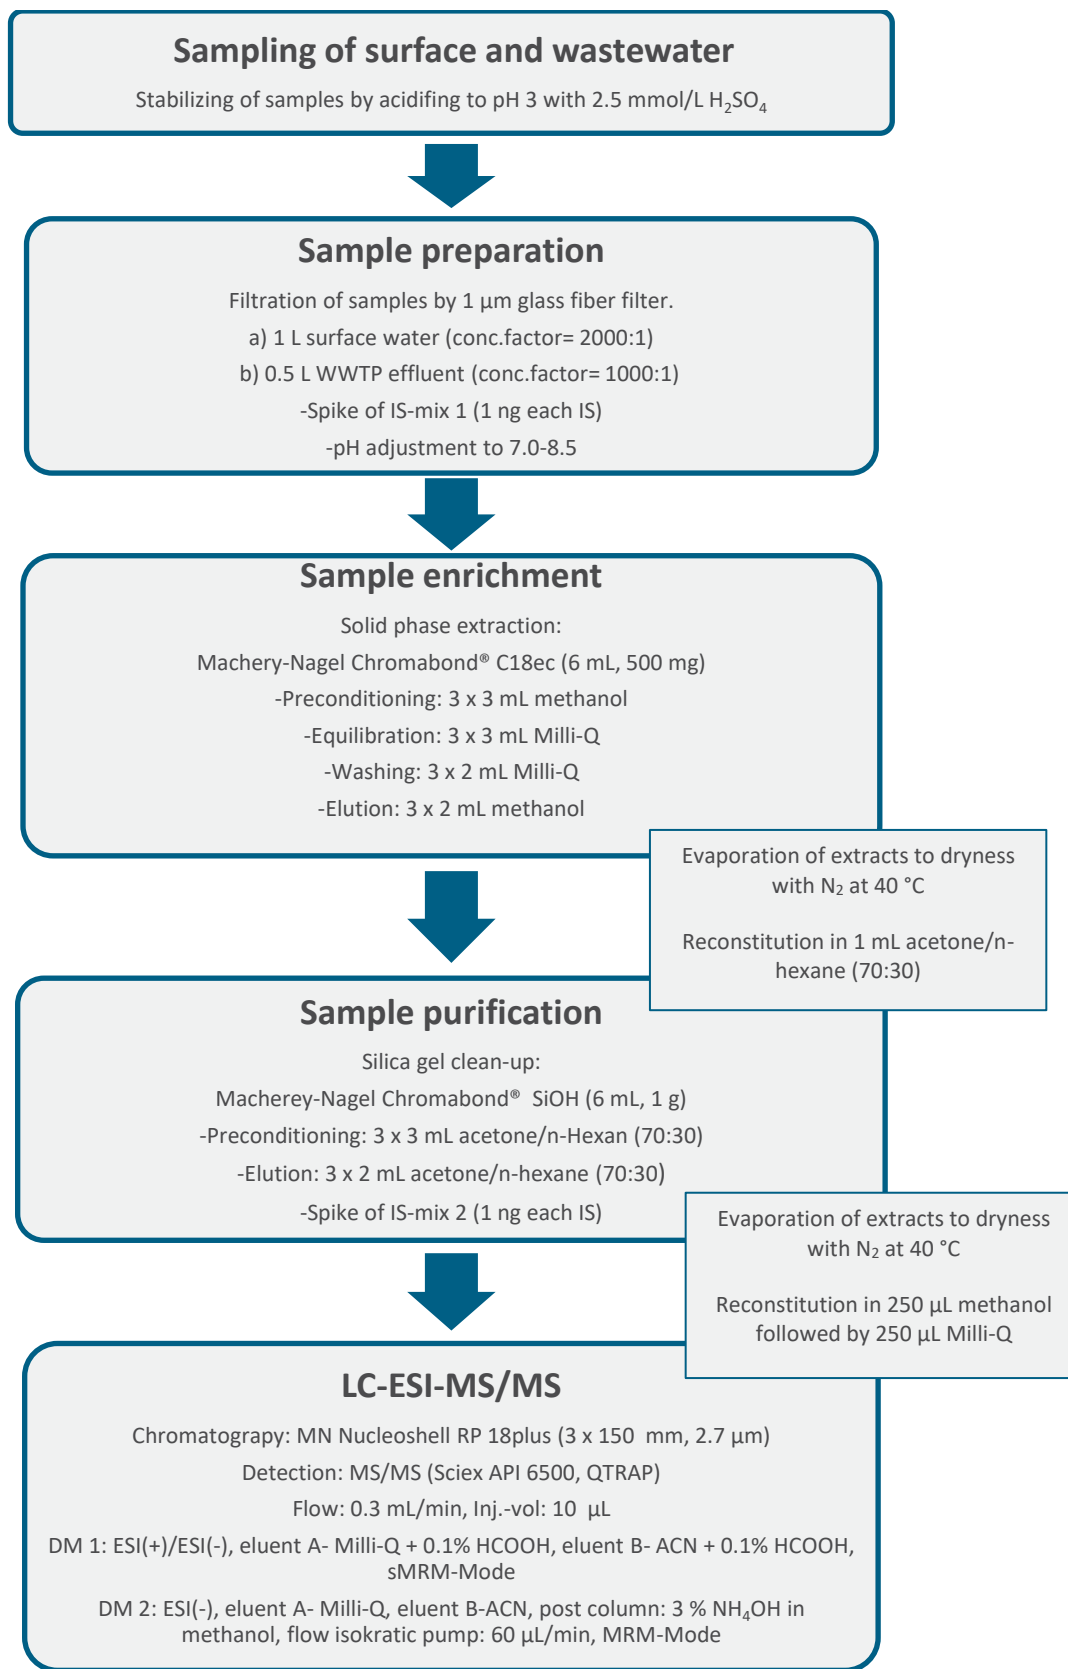 Sampling of surface and wastewater
Stabilizing of samples by acidifing to pH 3 with 2.5 mmol/L H₂SO₄
Sample preparation
Filtration of samples by 1 µm glass fiber filter.
a) 1 L surface water (conc.factor= 2000:1)
b) 0.5 L WWTP effluent (conc.factor= 1000:1)
-Spike of IS-mix 1 (1 ng each IS)
-pH adjustment to 7.0-8.5
Sample enrichment
Solid phase extraction:
Machery-Nagel Chromabond® C18ec (6 mL, 500 mg)
-Preconditioning: 3 x 3 mL methanol
-Equilibration: 3 x 3 mL Milli-Q
-Washing: 3 x 2 mL Milli-Q
-Elution: 3 x 2 mL methanol
Evaporation of extracts to dryness
with N₂ at 40 °C
Reconstitution in 1 mL acetone/n-
hexane (70:30)
Sample purification
Silica gel clean-up:
Macherey-Nagel Chromabond® SiOH (6 mL, 1 g)
-Preconditioning: 3 x 3 mL acetone/n-Hexan (70:30)
-Elution: 3 x 2 mL acetone/n-hexane (70:30)
-Spike of IS-mix 2 (1 ng each IS)
Evaporation of extracts to dryness
with N₂ at 40 °C
Reconstitution in 250 µL methanol
followed by 250 µL Milli-Q
LC-ESI-MS/MS
Chromatograpy: MN Nucleoshell RP 18plus (3 x 150 mm, 2.7 µm)
Detection: MS/MS (Sciex API 6500, QTRAP)
Flow: 0.3 mL/min, Inj.-vol: 10 µL
DM 1: ESI(+)/ESI(-), eluent A- Milli-Q + 0.1% HCOOH, eluent B- ACN + 0.1% HCOOH,
sMRM-Mode
DM 2: ESI(-), eluent A- Milli-Q, eluent B-ACN, post column: 3 % NH₄OH in
methanol, flow isokratic pump: 60 µL/min, MRM-Mode